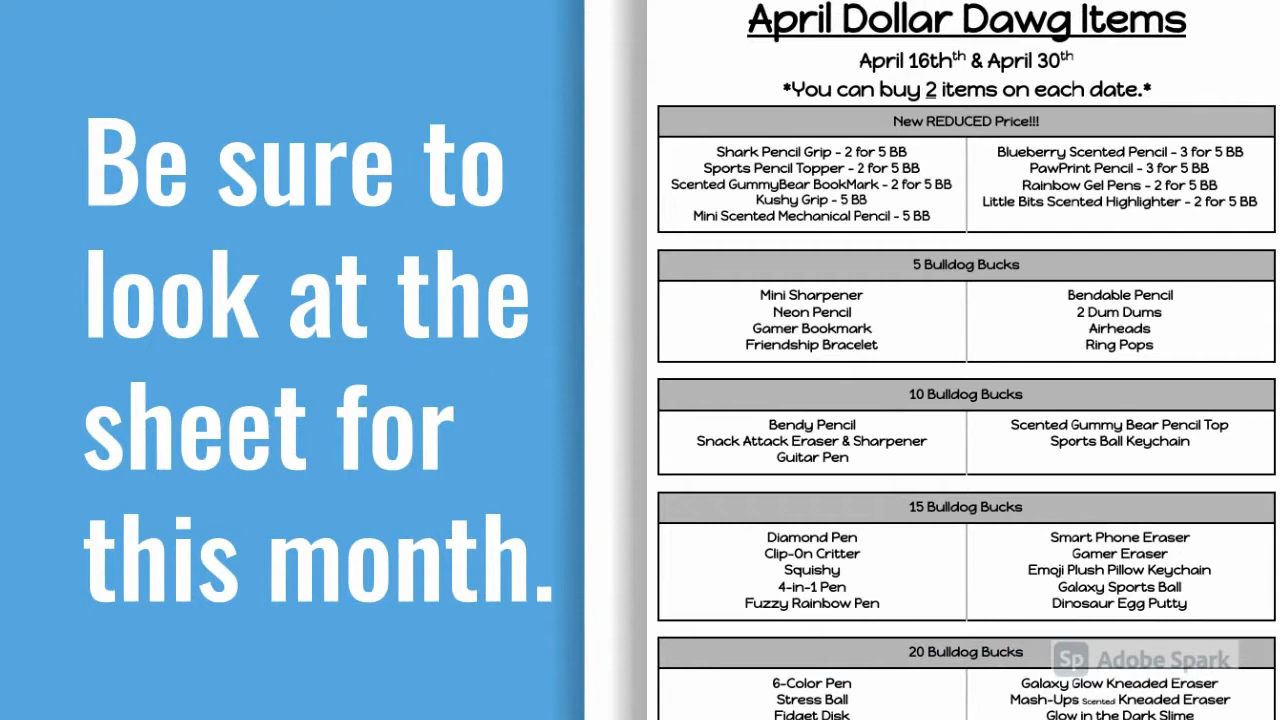 Be sure to
look at the
sheet for
this month.
April Dollar Dawg Items
April 16thth & April 30th
*You can buy 2 items on each date.*
New REDUCED Price!!!
Shark Pencil Grip - 2 for 5 BB
Sports Pencil Topper - 2 for 5 BB
Scented GummyBear BookMark - 2 for 5 BB
Kushy Grip - 5 BB
Mini Scented Mechanical Pencil - 5 BB
Blueberry Scented Pencil - 3 for 5 BB
PawPrint Pencil - 3 for 5 BB
Rainbow Gel Pens - 2 for 5 BB
Little Bits Scented Highlighter - 2 for 5 BB
5 Bulldog Bucks
Mini Sharpener
Neon Pencil
Gamer Bookmark
Friendship Bracelet
Bendable Pencil
2 Dum Dums
Airheads
Ring Pops
10 Bulldog Bucks
Bendy Pencil
Snack Attack Eraser & Sharpener
Guitar Pen
Scented Gummy Bear Pencil Top
Sports Ball Keychain
15 Bulldog Bucks
Diamond Pen
Clip-On Critter
Squishy
4-in-1 Pen
Fuzzy Rainbow Pen
Smart Phone Eraser
Gamer Eraser
Emoji Plush Pillow Keychain
Galaxy Sports Ball
Dinosaur Egg Putty
20 Bulldog Bucks
6-Color Pen
Stress Ball
Fidget Disk
Galaxy Glow Kneaded Eraser
Mash-Ups Scented Kneaded Eraser
Glow in the Dark Slime
Sp Adobe Spark